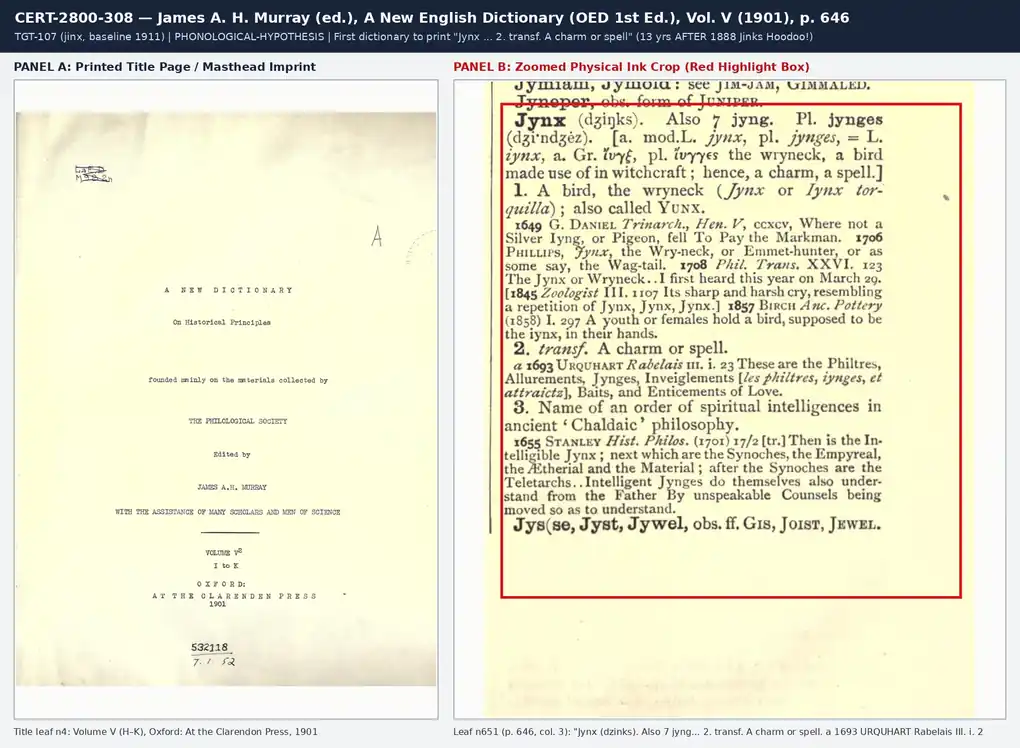 CERT-2800-308 — James A. H. Murray (ed.), A New English Dictionary (OED 1st Ed.), Vol. V (1901), p. 646
TGT-107 (jinx, baseline 1911) | PHONOLOGICAL-HYPOTHESIS | First dictionary to print "Jynx ... 2. transf. A charm or spell" (13 yrs AFTER 1888 Jinks Hoodoo!)
PANEL A: Printed Title Page / Masthead Imprint
A
A NEW DICTIONARY
On Historical Principles
founded mainly on the materials collected by
THE PHILOLOGICAL SOCIETY
Edited by
JAMES A.H. MURRAY
WITH THE ASSISTANCE OF MANY SCHOLARS AND MEN OF SCIENCE
VOLUME V
I to K
OXFORD:
AT THE CLARENDEN PRESS
1901
532118
7. 1 52
Title leaf n4: Volume V (H–K), Oxford: At the Clarendon Press, 1901
PANEL B: Zoomed Physical Ink Crop (Red Highlight Box)
Jymjam, Jymold: see JIM-JAM, GIMMALED.
Jyneper, obs. form of JUNIPER.
Jynx (dʒiŋks). Also 7 jyng. Pl. jynges
(dʒi·ndʒēz). [a. mod.L. jynx, pl. jynges, = L.
iynx, a. Gr. ἴυγξ, pl. ἴυγγες the wryneck, a bird
made use of in witchcraft; hence, a charm, a spell.]
1. A bird, the wryneck (Jynx or Iynx tor-
quilla); also called YUNX.
1649 G. DANIEL Trinarch., Hen. V, ccxcv, Where not a
Silver Iyng, or Pigeon, fell To Pay the Markman. 1706
PHILLIPS, Jynx, the Wry-neck, or Emmet-hunter, or as
some say, the Wag-tail. 1708 Phil. Trans. XXVI. 123
The Jynx or Wryneck..I first heard this year on March 29.
[1845 Zoologist III. 1107 Its sharp and harsh cry, resembling
a repetition of Jynx, Jynx, Jynx.] 1857 BIRCH Anc. Pottery
(1858) I. 297 A youth or females hold a bird, supposed to be
the iynx, in their hands.
2. transf. A charm or spell.
a 1693 URQUHART Rabelais III. i. 23 These are the Philtres,
Allurements, Jynges, Inveiglements [les philtres, iynges, et
attraictz], Baits, and Enticements of Love.
3. Name of an order of spiritual intelligences in
ancient ‘Chaldaic’ philosophy.
1655 STANLEY Hist. Philos. (1701) 17/2 [tr.] Then is the In-
telligible Jynx; next which are the Synoches, the Empyreal,
the Ætherial and the Material; after the Synoches are the
Teletarchs..Intelligent Jynges do themselves also under-
stand from the Father By unspeakable Counsels being
moved so as to understand.
Jys(se, Jyst, Jywel, obs. ff. GIS, JOIST, JEWEL.
Leaf n651 (p. 646, col. 3): "Jynx (dzinks). Also 7 jyng... 2. transf. A charm or spell. a 1693 URQUHART Rabelais III. i. 2